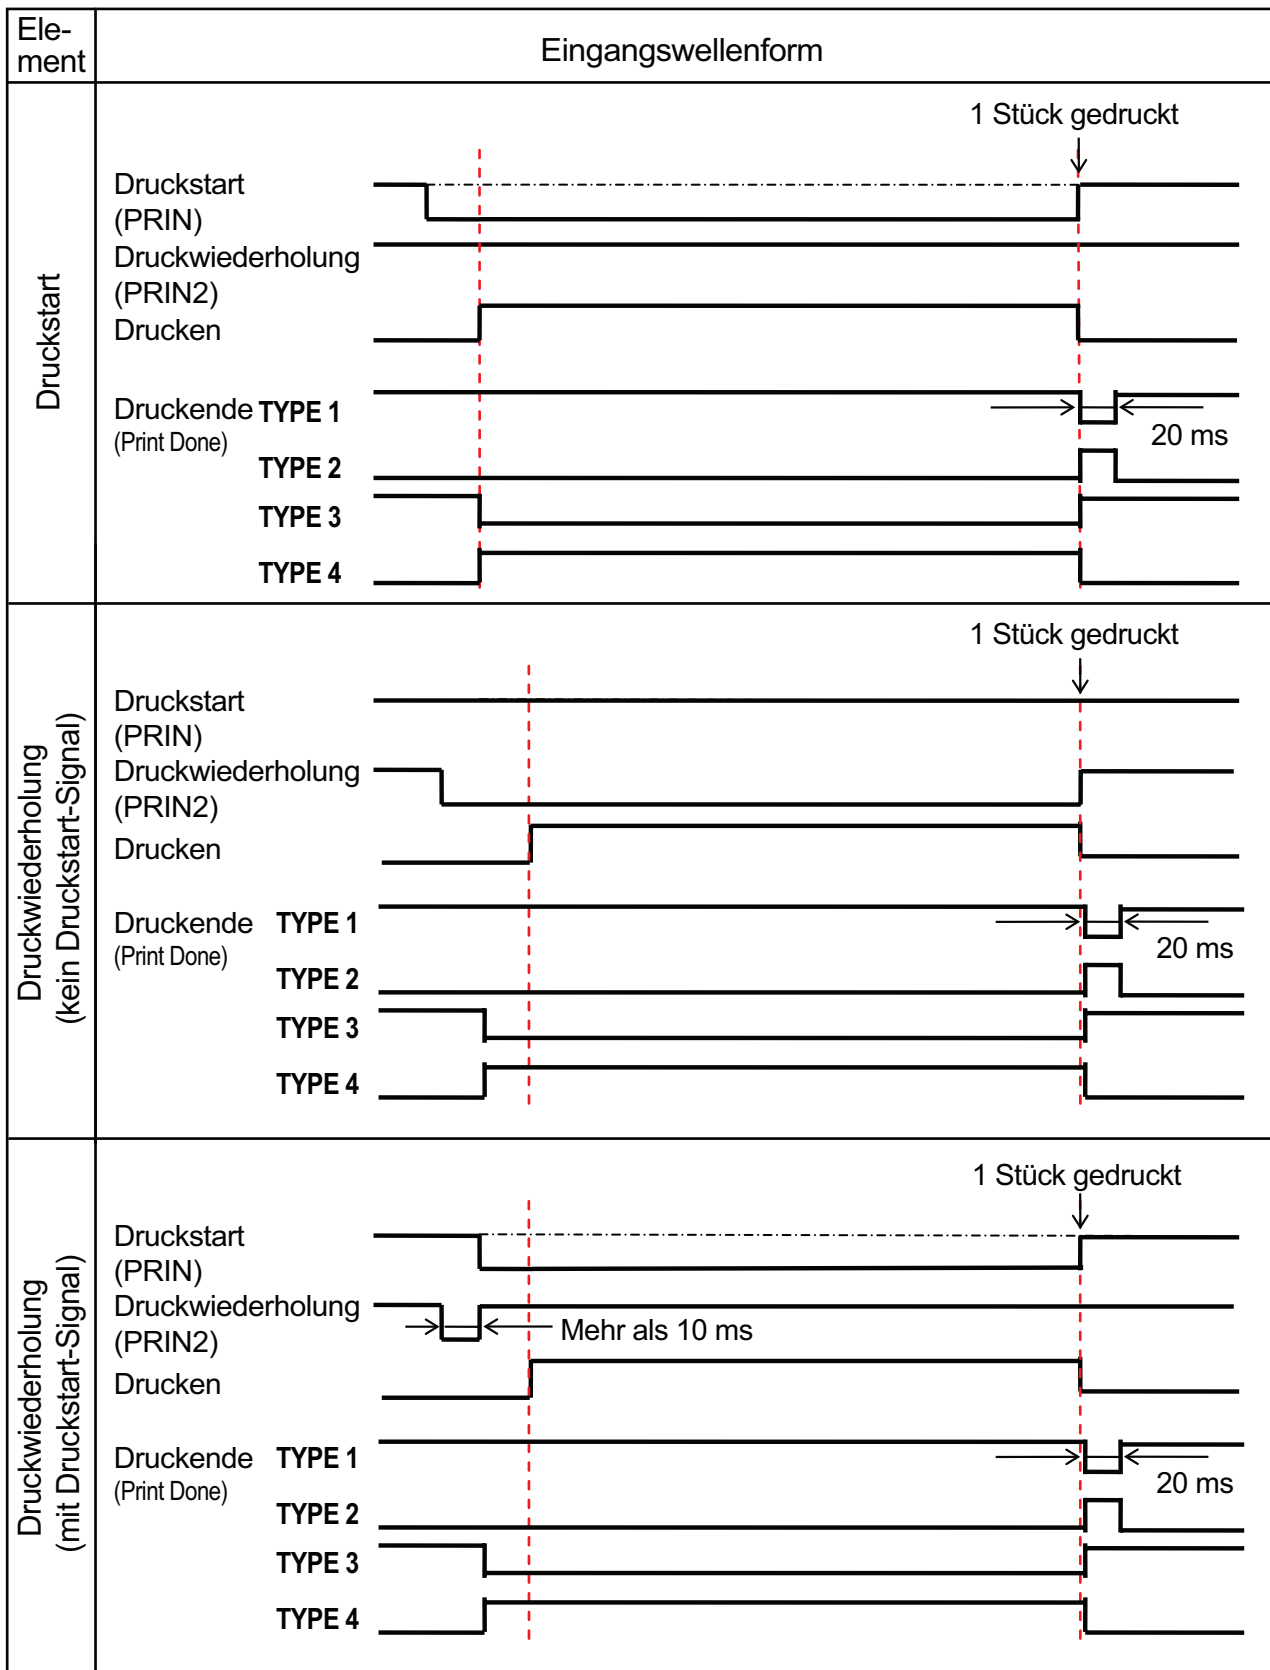 Ele-
ment
Eingangswellenform
Druckstart
1 Stück gedruckt
Druckstart
(PRIN)
Druckwiederholung
(PRIN2)
Drucken
Druckende TYPE 1
(Print Done)
20 ms
TYPE 2
TYPE 3
TYPE 4
Druckwiederholung
(kein Druckstart-Signal)
1 Stück gedruckt
Druckstart
(PRIN)
Druckwiederholung
(PRIN2)
Drucken
Druckende TYPE 1
(Print Done)
20 ms
TYPE 2
TYPE 3
TYPE 4
Druckwiederholung
(mit Druckstart-Signal)
1 Stück gedruckt
Druckstart
(PRIN)
Druckwiederholung
(PRIN2)
Mehr als 10 ms
Drucken
Druckende TYPE 1
(Print Done)
20 ms
TYPE 2
TYPE 3
TYPE 4